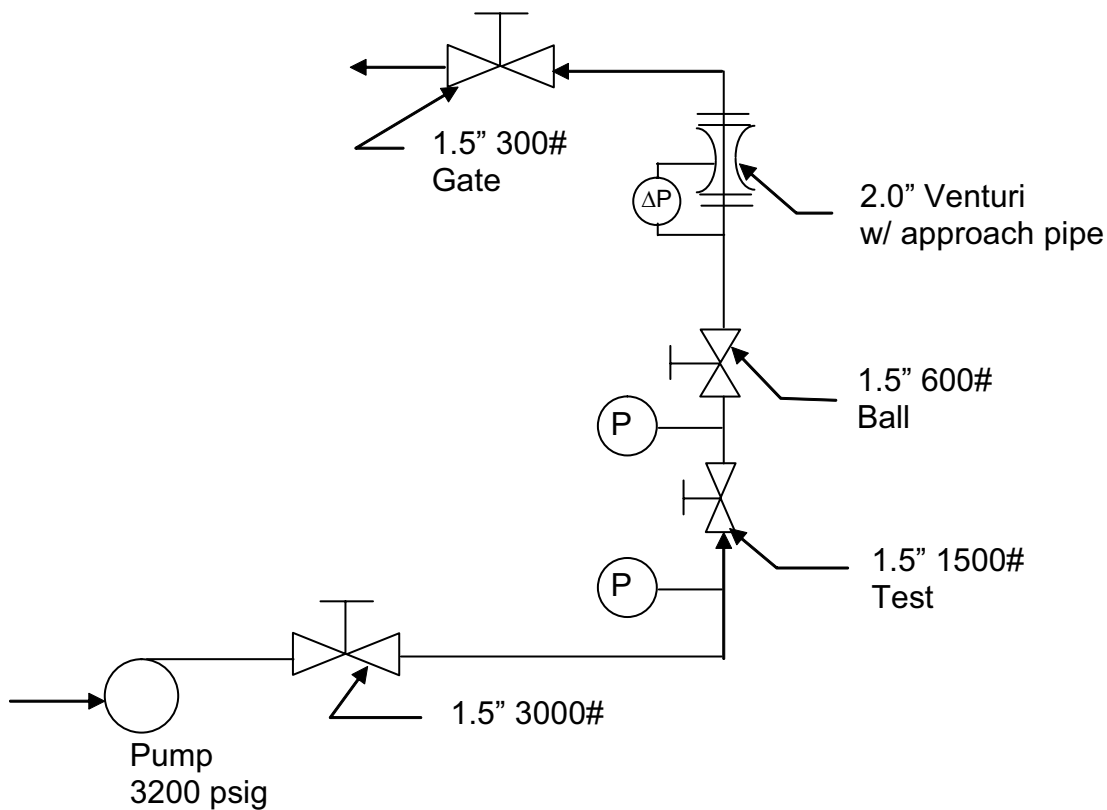 1.5” 300#
Gate
ΔP
2.0” Venturi
w/ approach pipe
1.5” 600#
Ball
P
1.5” 1500#
Test
P
1.5” 3000#
Pump
3200 psig